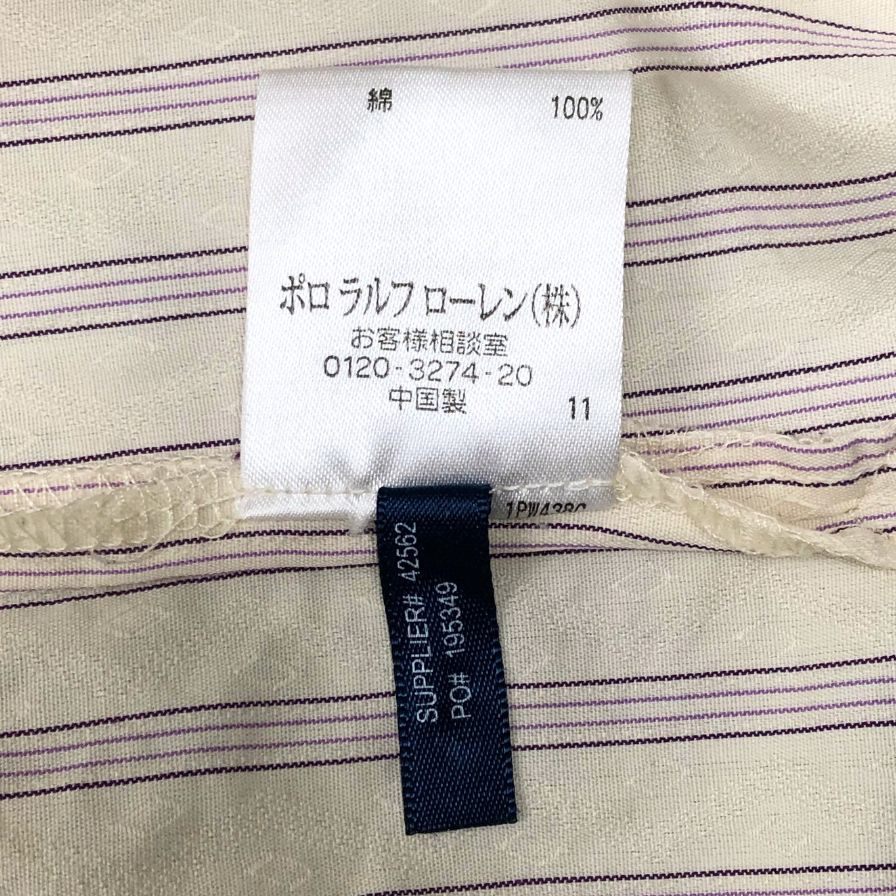 綿 100%
ポロ ラルフ ローレン(株)
お客様相談室
0120-3274-20
中国製
11
SUPPLIER# 42562
PO# 195349